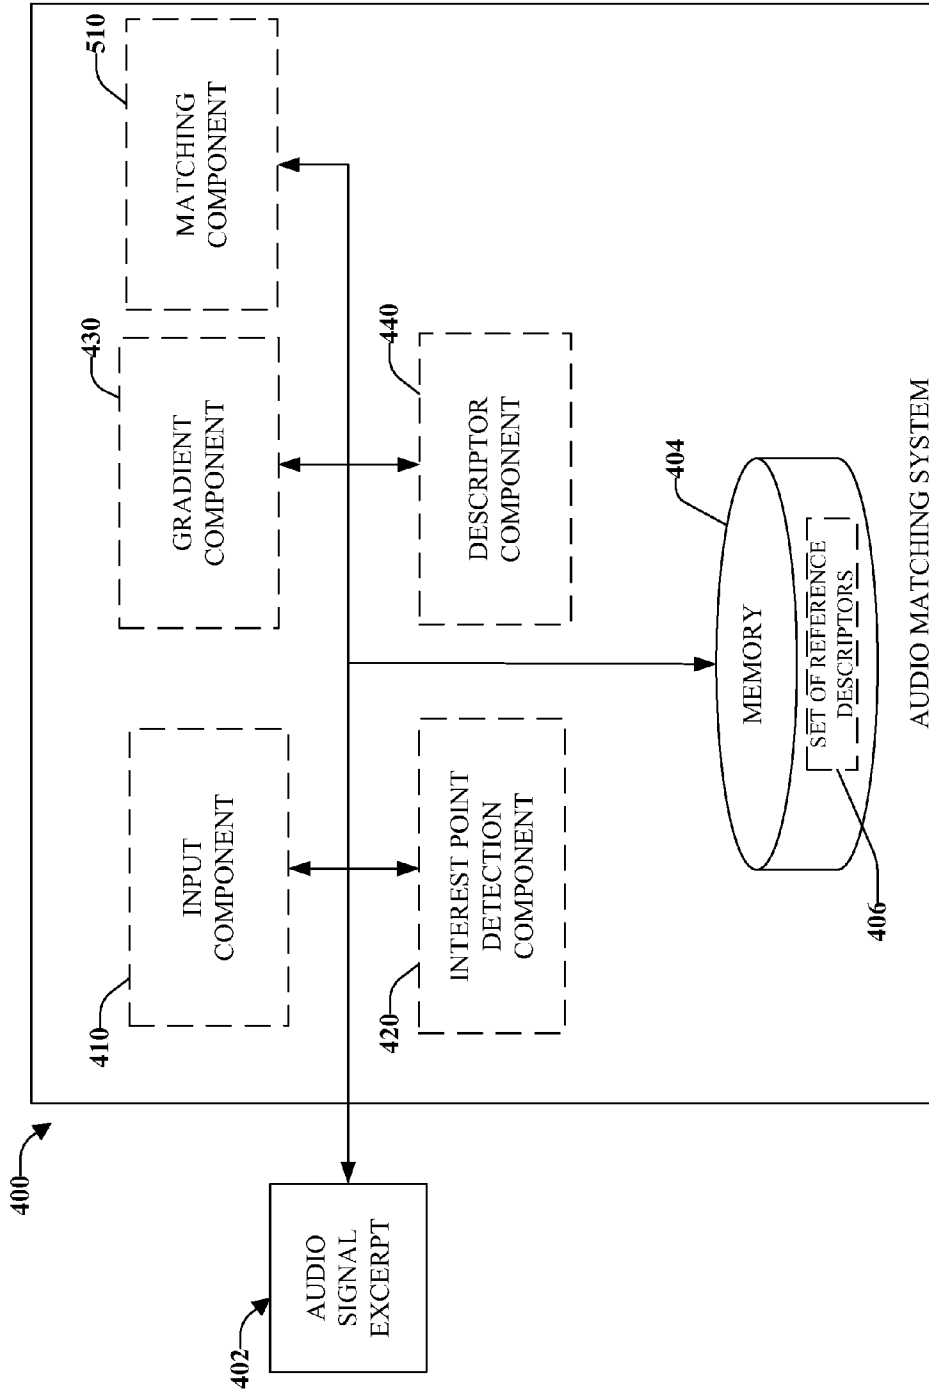 400
402
AUDIO
SIGNAL
EXCERPT
410
INPUT
COMPONENT
430
GRADIENT
COMPONENT
510
MATCHING
COMPONENT
420
INTEREST POINT
DETECTION
COMPONENT
440
DESCRIPTOR
COMPONENT
404
MEMORY
406
SET OF REFERENCE
DESCRIPTORS
AUDIO MATCHING SYSTEM